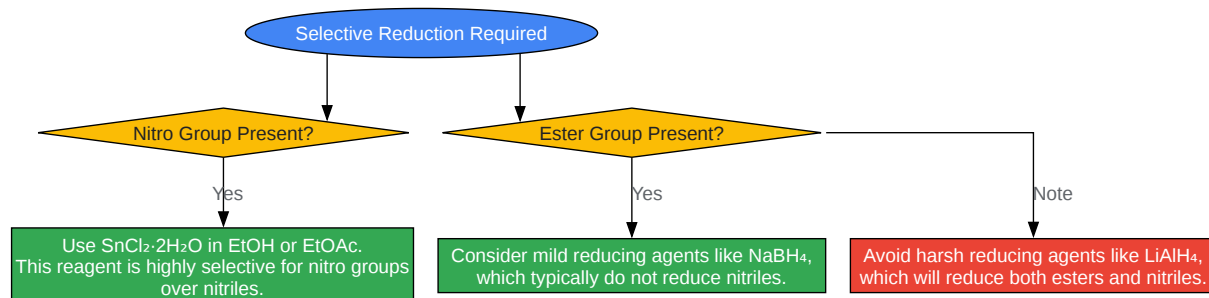 Selective Reduction Required
Nitro Group Present?
Ester Group Present?
Yes
Yes
Note
Use SnCl₂·2H₂O in EtOH or EtOAc.
This reagent is highly selective for nitro groups
over nitriles.
Consider mild reducing agents like NaBH₄,
which typically do not reduce nitriles.
Avoid harsh reducing agents like LiAlH₄,
which will reduce both esters and nitriles.